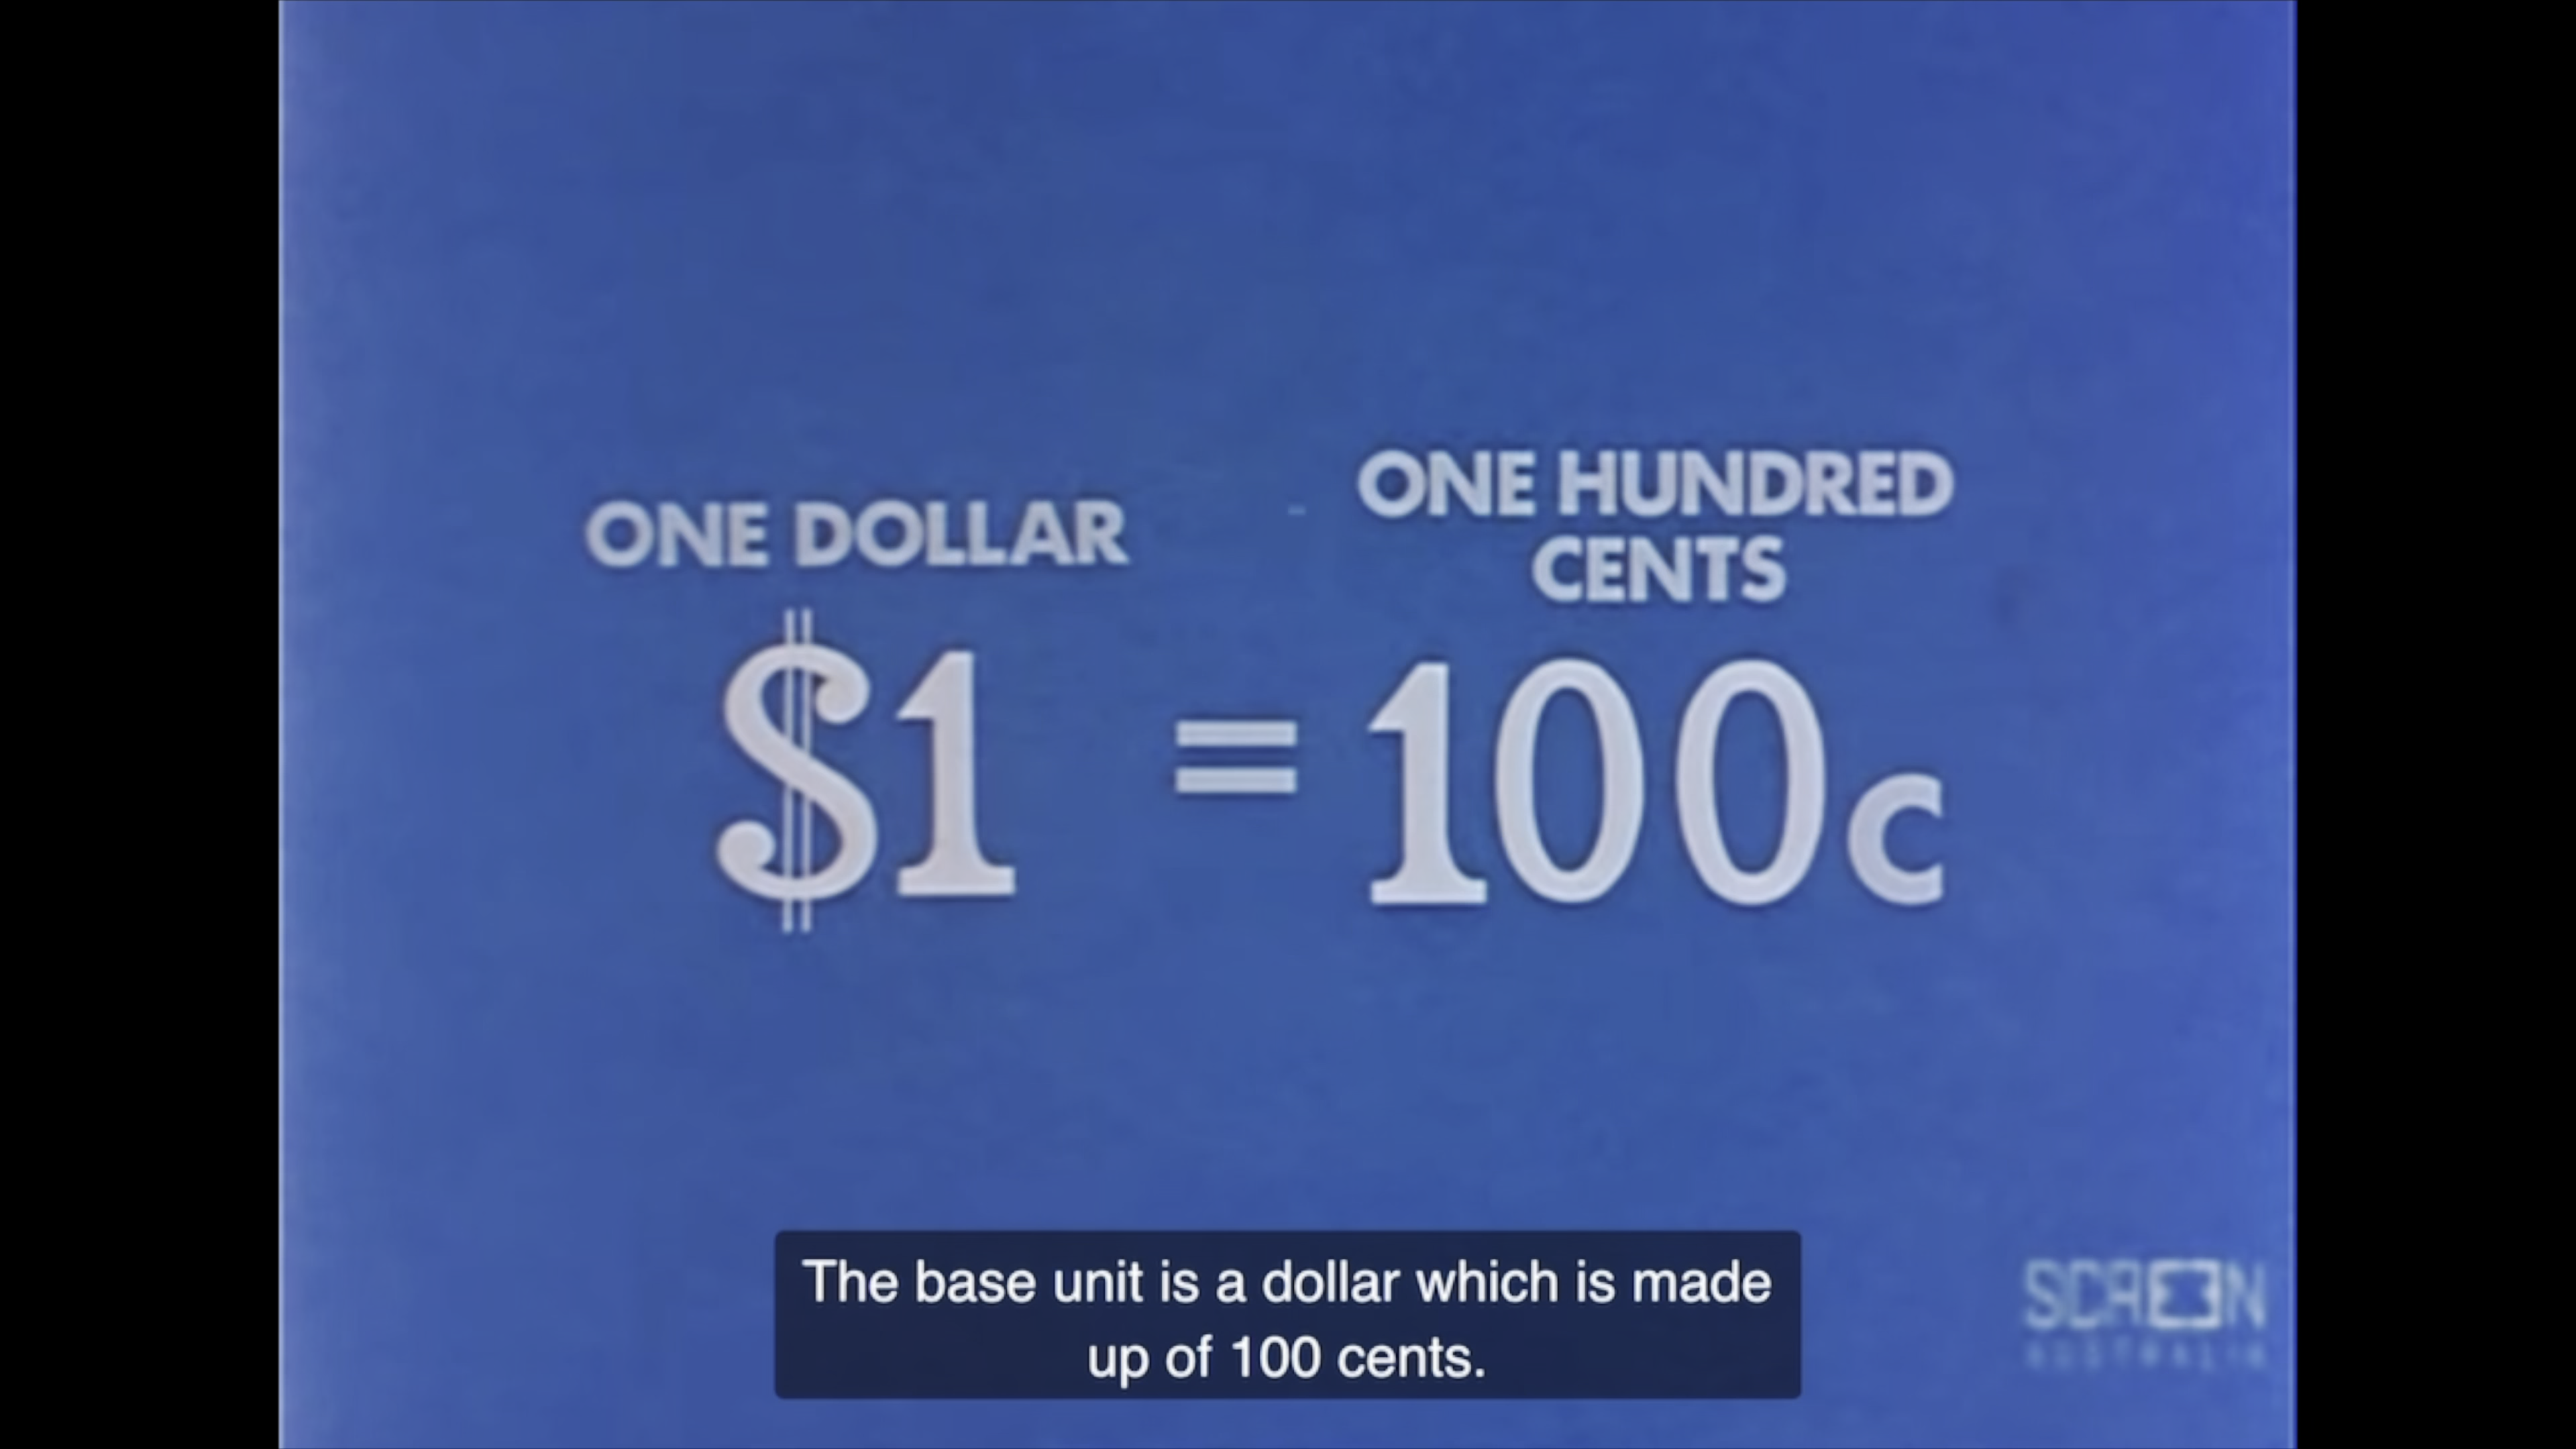 ONE DOLLAR
$1
=
ONE HUNDRED
CENTS
100c
The base unit is a dollar which is made
up of 100 cents.
SCREEN
AUSTRALIA